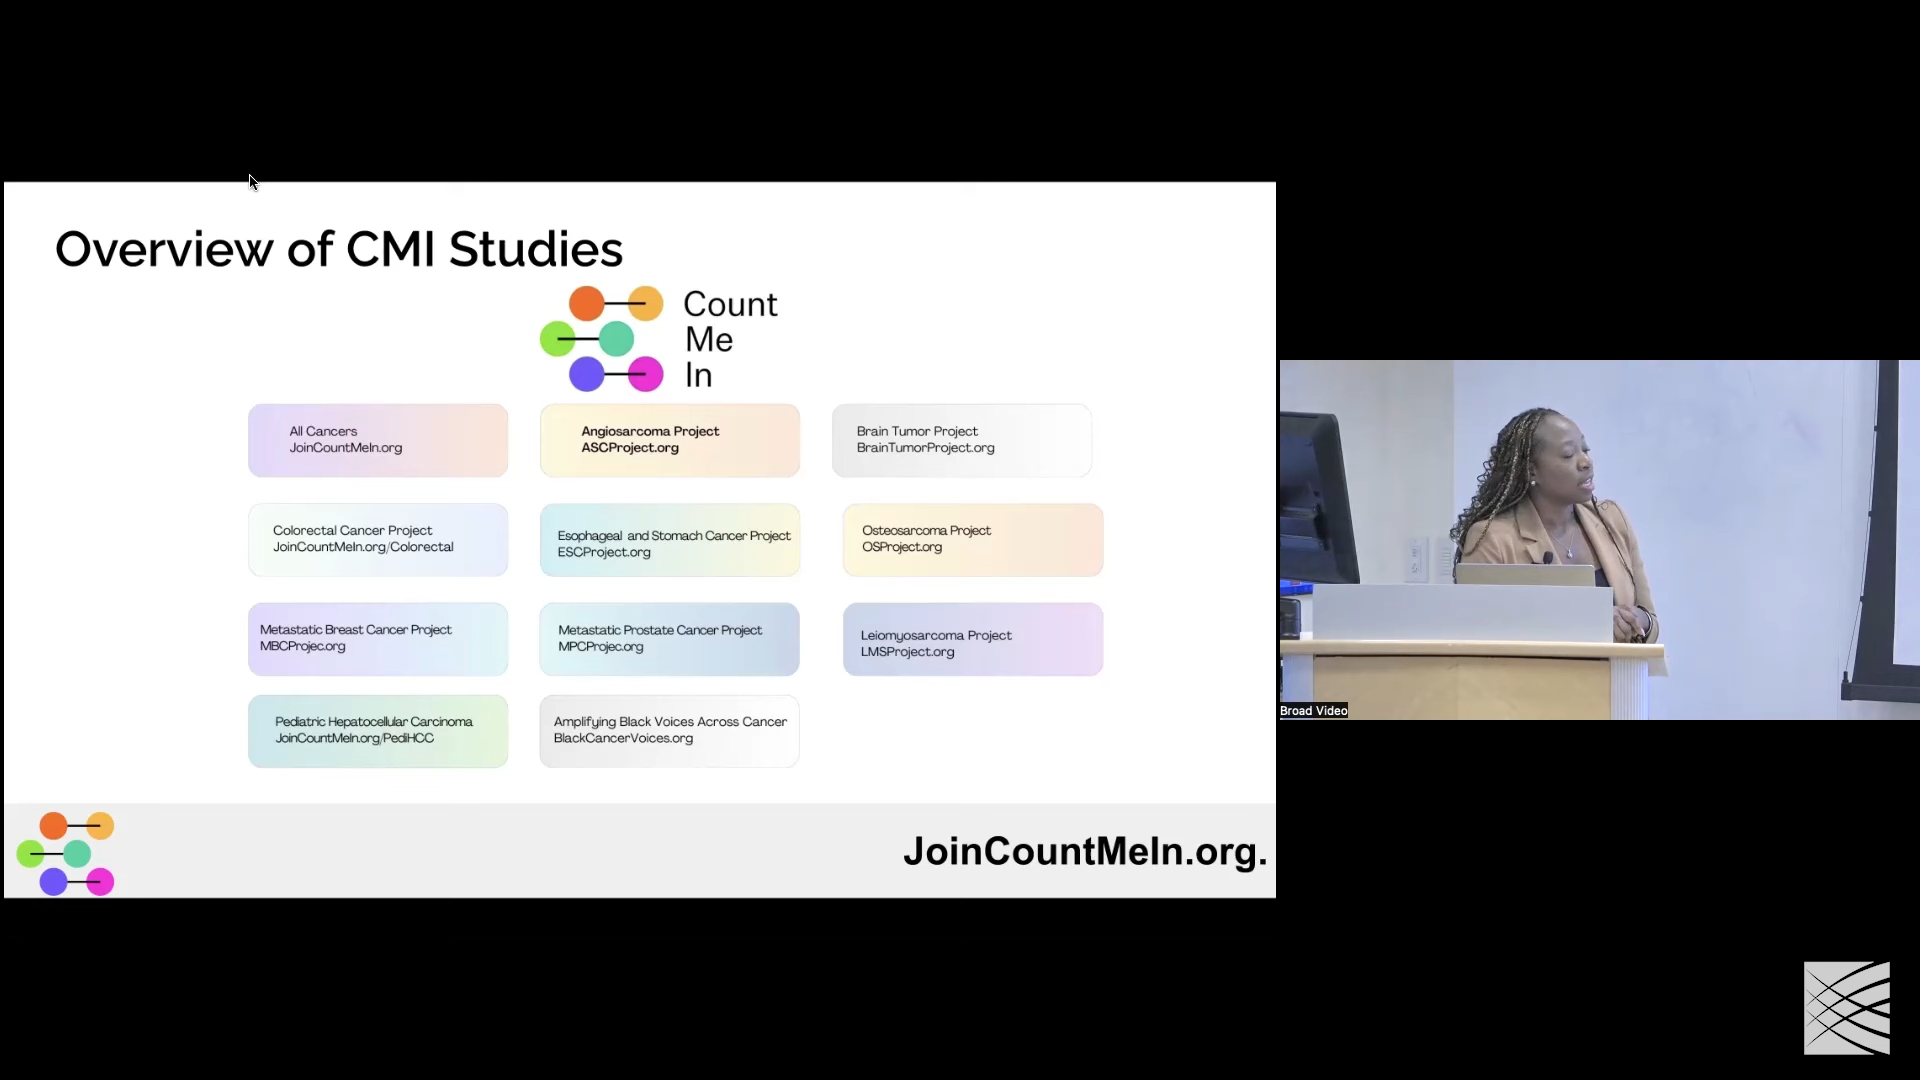 Overview of CMI Studies
Count
Me
In
All Cancers
JoinCountMeIn.org
Angiosarcoma Project
ASCProject.org
Brain Tumor Project
BrainTumorProject.org
Colorectal Cancer Project
JoinCountMeIn.org/Colorectal
Esophageal and Stomach Cancer Project
ESCProject.org
Osteosarcoma Project
OSProject.org
Metastatic Breast Cancer Project
MBCProjec.org
Metastatic Prostate Cancer Project
MPCProjec.org
Leiomyosarcoma Project
LMSProject.org
Pediatric Hepatocellular Carcinoma
JoinCountMeIn.org/PediHCC
Amplifying Black Voices Across Cancer
BlackCancerVoices.org
JoinCountMeIn.org.
Broad Video